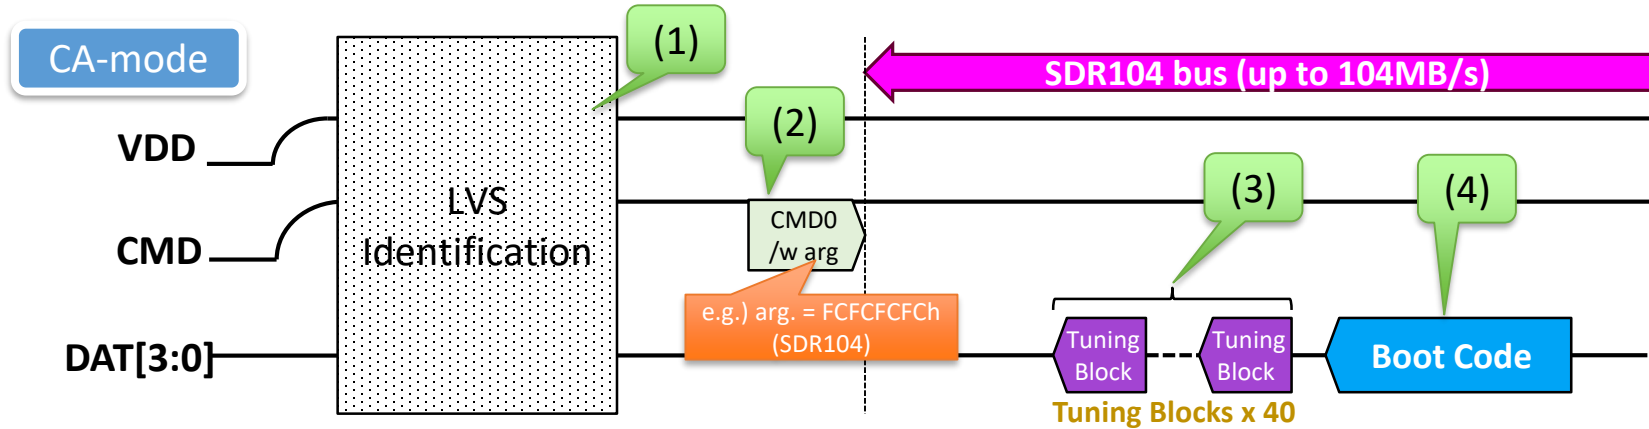 CA-mode
(1)
SDR104 bus (up to 104MB/s)
(2)
VDD
(3)
(4)
LVS
Identification
CMD0
/w arg
CMD
e.g.) arg. = FCFCFCFCh
(SDR104)
DAT[3:0]
Tuning
Block
Tuning
Block
Boot Code
Tuning Blocks x 40